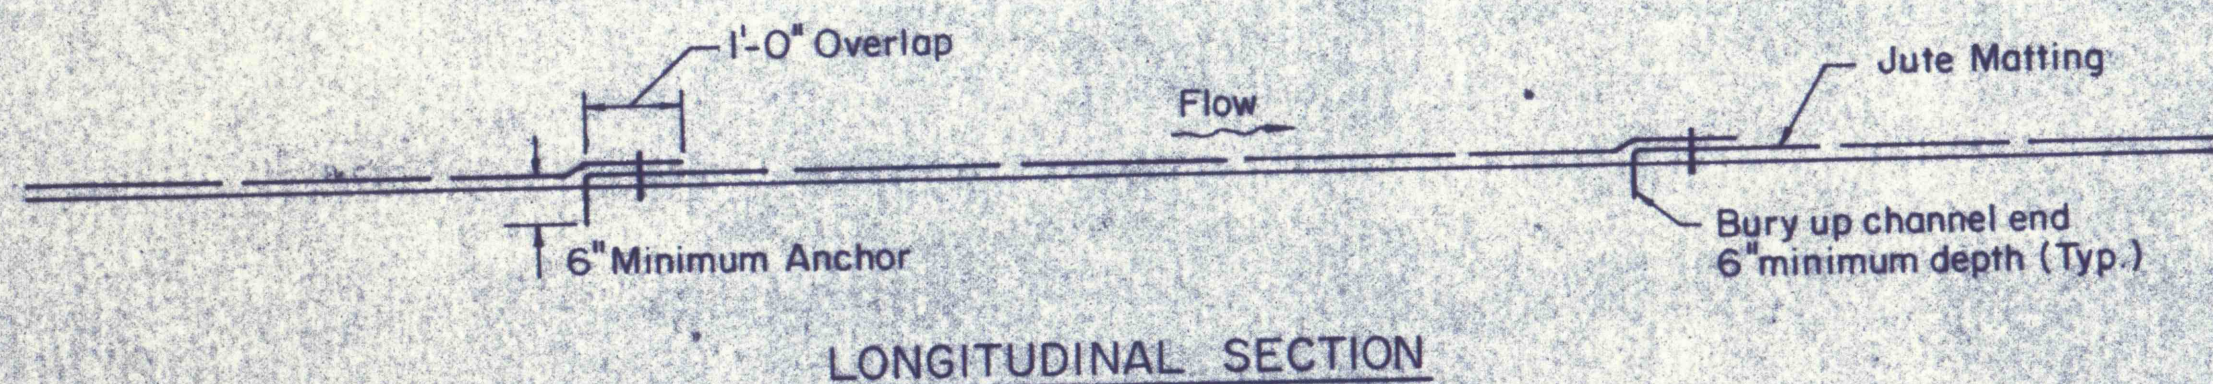 1'-0" Overlap
Jute Matting
Flow
6" Minimum Anchor
Bury up channel end
6" minimum depth (Typ.)
LONGITUDINAL SECTION